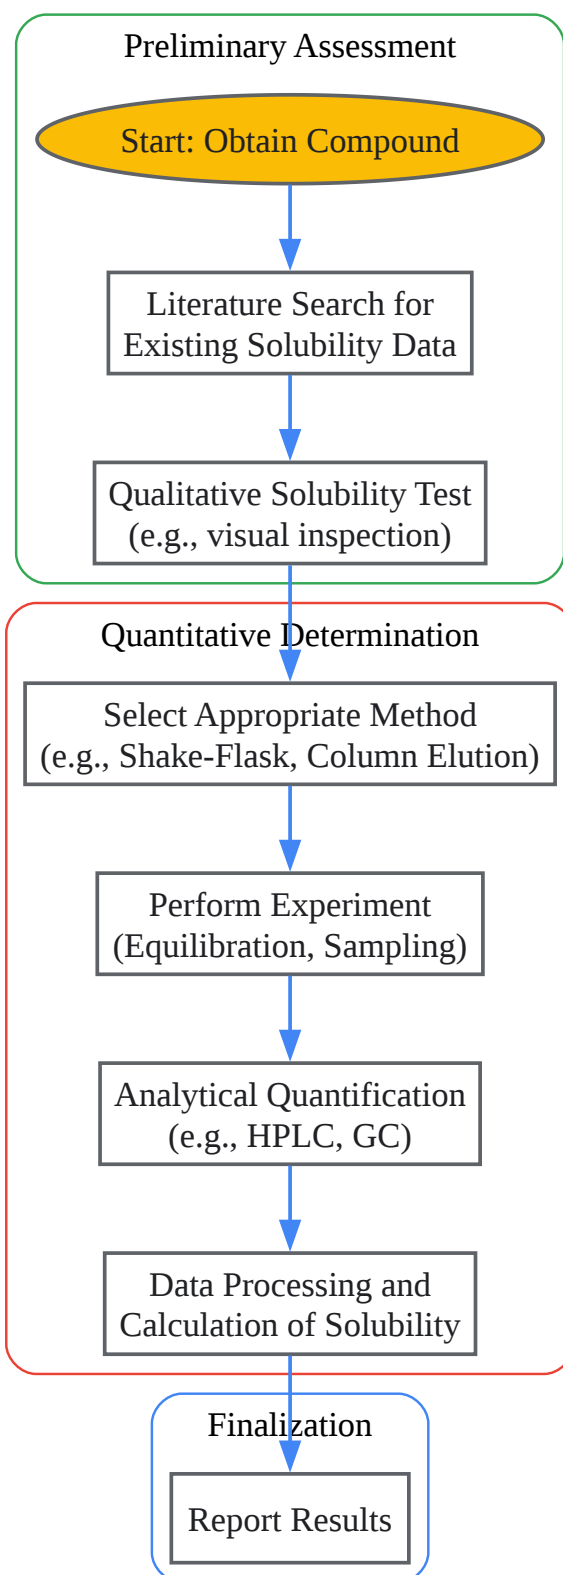 Preliminary Assessment
Start: Obtain Compound
Literature Search for
Existing Solubility Data
Qualitative Solubility Test
(e.g., visual inspection)
Quantitative Determination
Select Appropriate Method
(e.g., Shake-Flask, Column Elution)
Perform Experiment
(Equilibration, Sampling)
Analytical Quantification
(e.g., HPLC, GC)
Data Processing and
Calculation of Solubility
Finalization
Report Results